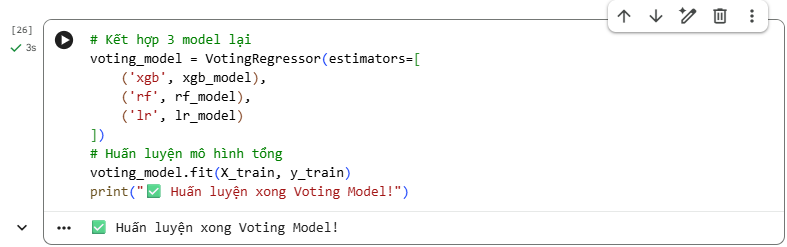 [26]
3s
# Kết hợp 3 model lại
voting_model = VotingRegressor(estimators=[
    ('xgb', xgb_model),
    ('rf', rf_model),
    ('lr', lr_model)
])
# Huấn luyện mô hình tổng
voting_model.fit(X_train, y_train)
print("✅ Huấn luyện xong Voting Model!")
✅ Huấn luyện xong Voting Model!